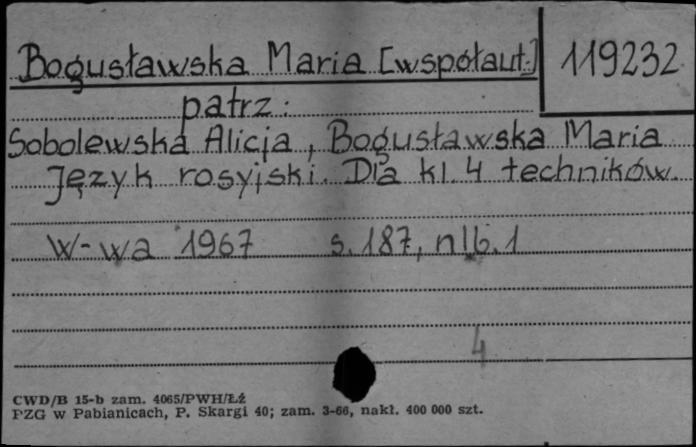 Bogusławska Maria [współaut.] 119232
patrz:
Sobolewska Alicja, Bogusławska Maria
Język rosyjski. Dla kl. 4 techników.
W-wa 1967 s. 187, nlb. 1
4
CWD/B 15-b zam. 4065/PWH/ŁŹ
PZG w Pabianicach, P. Skargi 40; zam. 3-66, nakł. 400 000 szt.